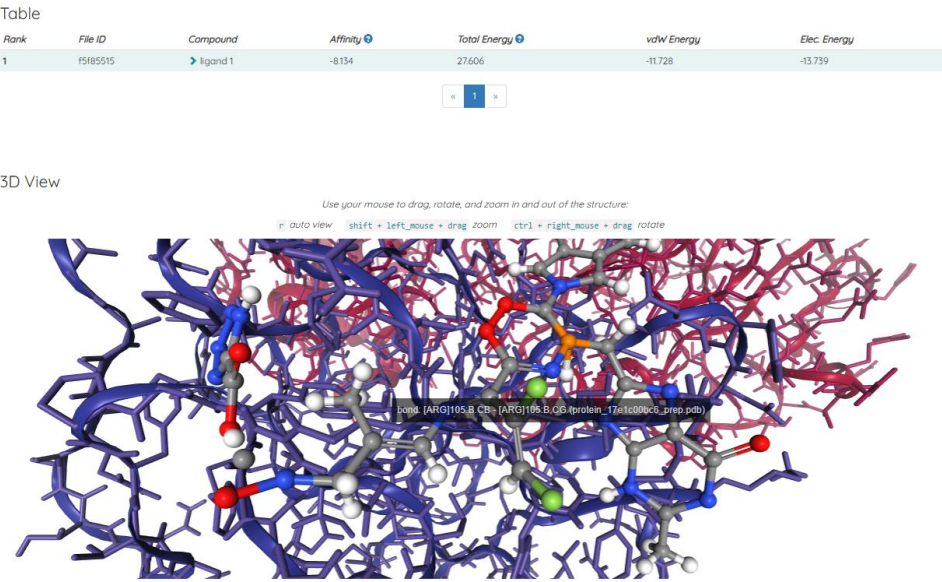 Table
Rank File ID Compound Affinity ? Total Energy ? vdW Energy Elec. Energy
1 f5f85515 ligand 1 -8.134 27.606 -11.728 -13.739
« 1 »
3D View
Use your mouse to drag, rotate, and zoom in and out of the structure:
r auto view shift + left_mouse + drag zoom ctrl + right_mouse + drag rotate
bond: [ARG]105:B.CB - [ARG]105:B.CG (protein_17e1c00bc6_prep.pdb)